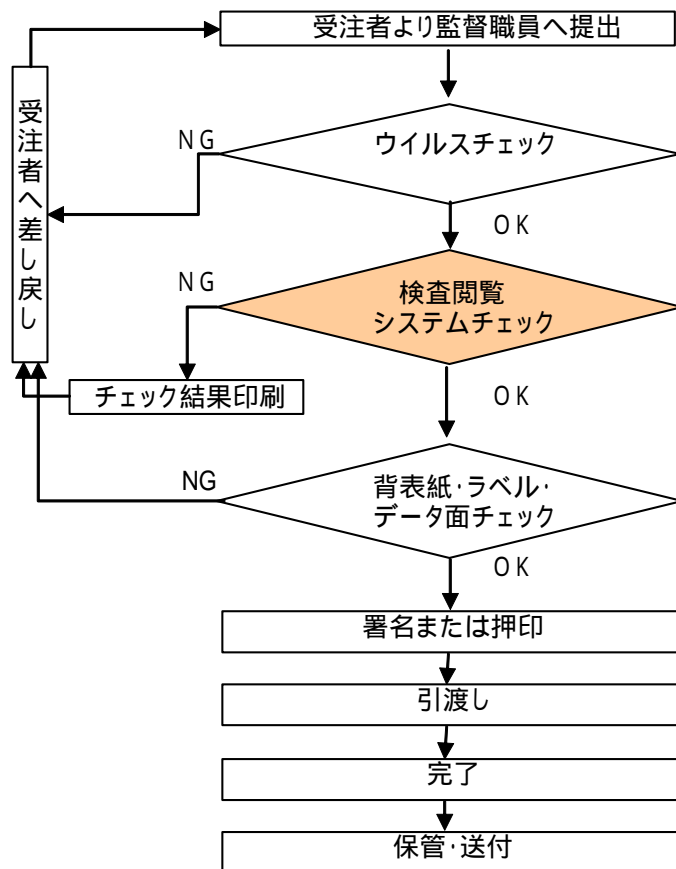 受注者より監督職員へ提出
受注者へ差し戻し
NG
ウイルスチェック
OK
NG
検査閲覧
システムチェック
チェック結果印刷
OK
NG
背表紙・ラベル・
データ面チェック
OK
署名または押印
引渡し
完了
保管・送付